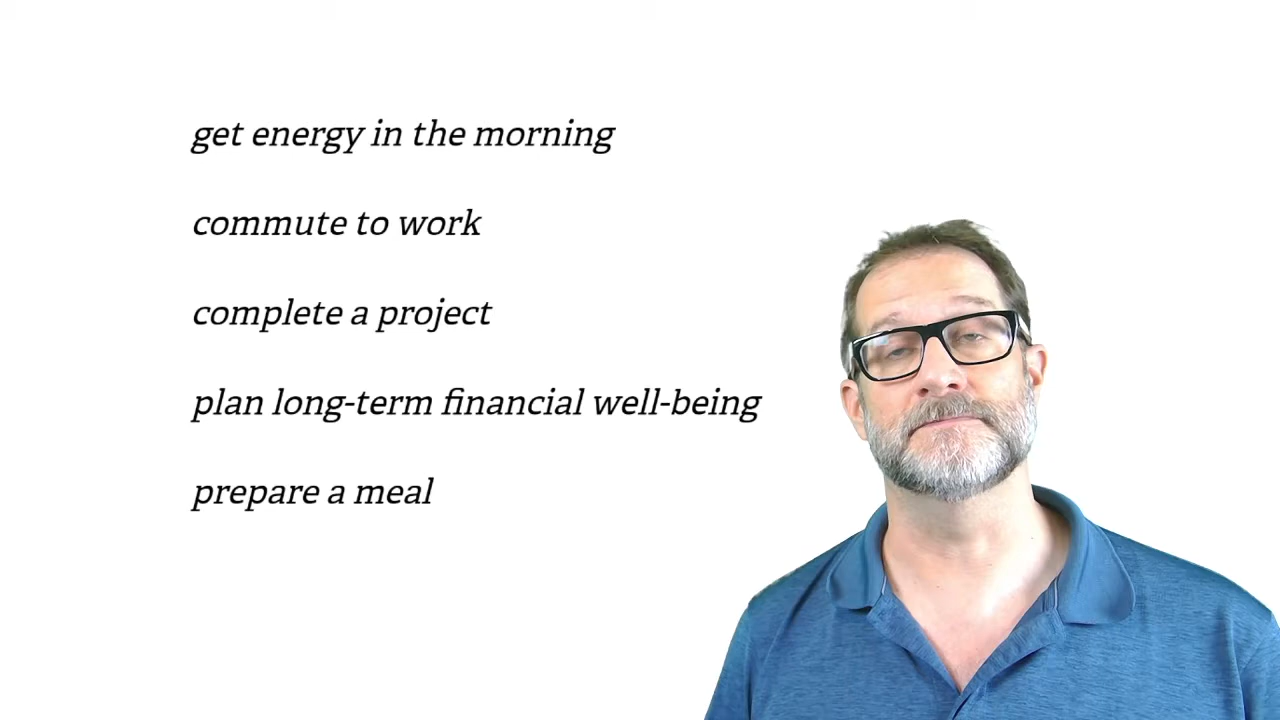 get energy in the morning
commute to work
complete a project
plan long-term financial well-being
prepare a meal